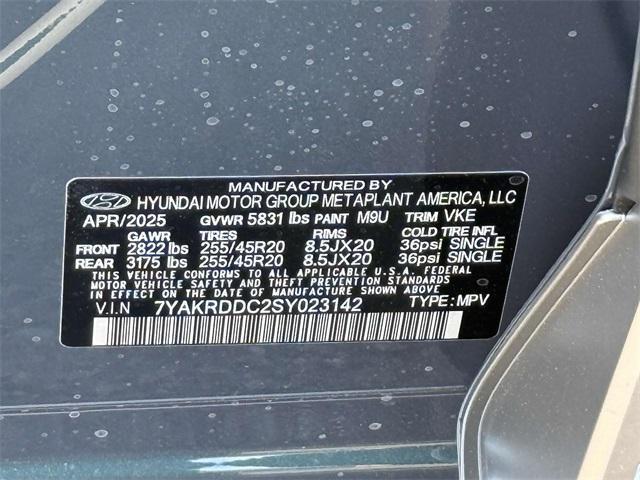 MANUFACTURED BY
HYUNDAI MOTOR GROUP METAPLANT AMERICA, LLC
APR/2025 GVWR 5831 lbs PAINT M9U TRIM VKE
GAWR TIRES RIMS COLD TIRE INFL
FRONT 2822 lbs 255/45R20 8.5JX20 36psi SINGLE
REAR 3175 lbs 255/45R20 8.5JX20 36psi SINGLE
THIS VEHICLE CONFORMS TO ALL APPLICABLE U.S. FEDERAL
MOTOR VEHICLE SAFETY AND THEFT PREVENTION STANDARDS
IN EFFECT ON THE DATE OF MANUFACTURE SHOWN ABOVE.
V.I.N 7YAKRDDC2SY023142 TYPE: MPV